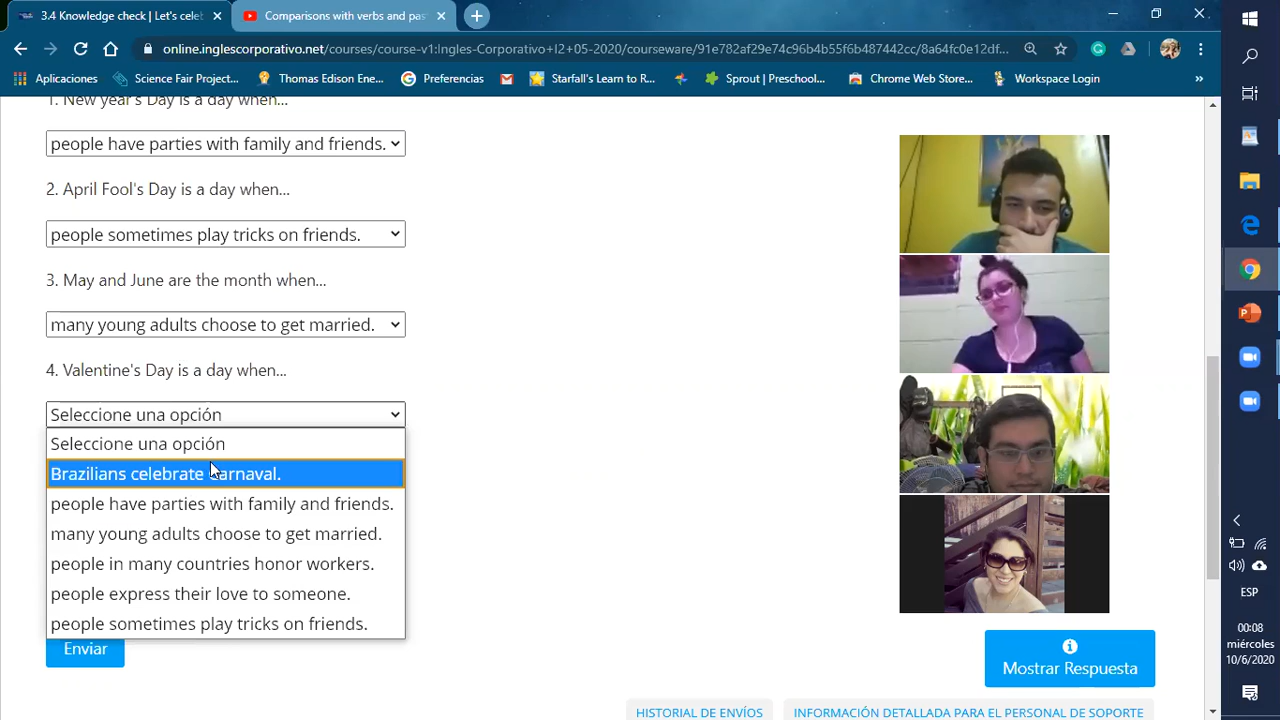 3.4 Knowledge check | Let's celeb
Comparisons with verbs and pas
online.inglescorporativo.net/courses/course-v1:Ingles-Corporativo+I2+05-2020/courseware/91e782af29e74c96b4b55f6b487442cc/8a64fc0e12df...
Aplicaciones
Science Fair Project...
Thomas Edison Ene...
Preferencias
Starfall's Learn to R...
Sprout | Preschool...
Chrome Web Store...
Workspace Login
»
1. New year's Day is a day when...
people have parties with family and friends.
2. April Fool's Day is a day when...
people sometimes play tricks on friends.
3. May and June are the month when...
many young adults choose to get married.
4. Valentine's Day is a day when...
Seleccione una opción
Seleccione una opción
Brazilians celebrate carnaval.
people have parties with family and friends.
many young adults choose to get married.
people in many countries honor workers.
people express their love to someone.
people sometimes play tricks on friends.
Enviar
Mostrar Respuesta
HISTORIAL DE ENVÍOS
INFORMACIÓN DETALLADA PARA EL PERSONAL DE SOPORTE
ESP
00:08
miércoles
10/6/2020